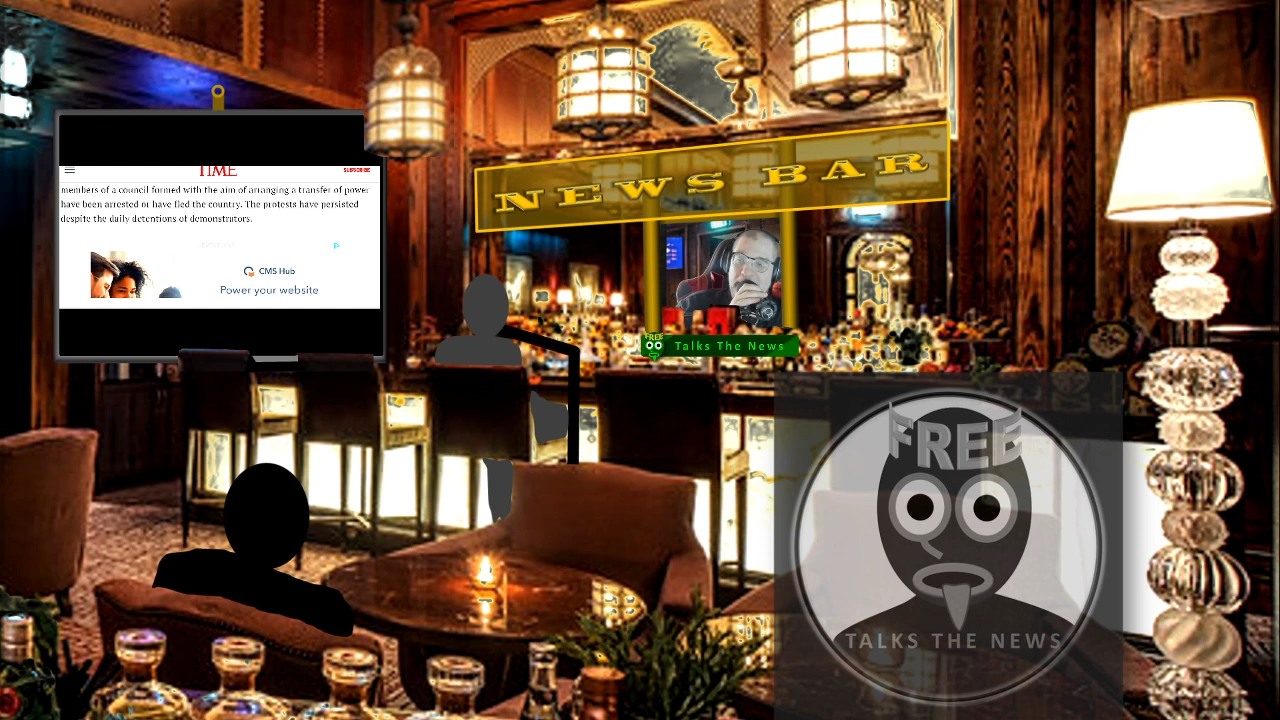 TIME
SUBSCRIBE
members of a council formed with the aim of arranging a transfer of power
have been arrested or have fled the country. The protests have persisted
despite the daily detentions of demonstrators.
CMS Hub
Power your website
NEWS BAR
FREE
Talks The News
FREE
TALKS THE NEWS